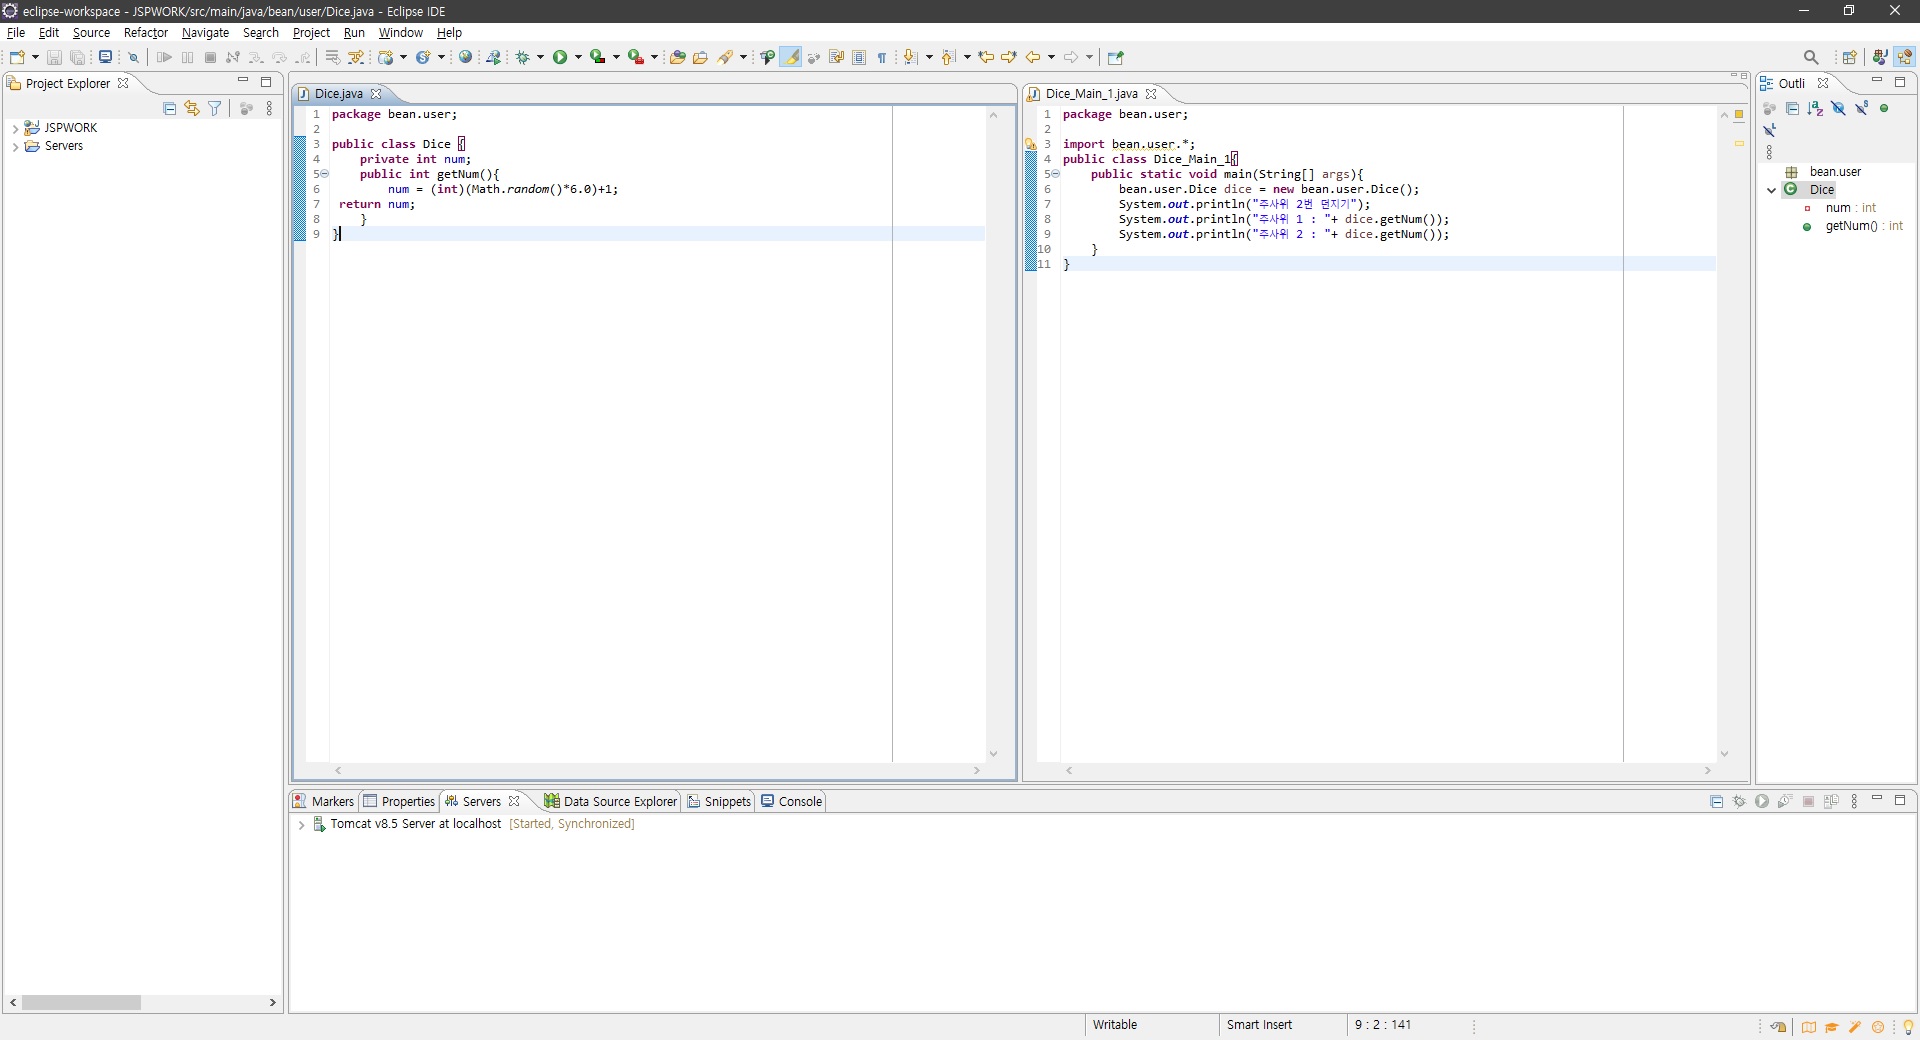 eclipse-workspace - JSPWORK/src/main/java/bean/user/Dice.java - Eclipse IDE
File Edit Source Refactor Navigate Search Project Run Window Help
Project Explorer
JSPWORK
Servers
Dice.java
1 package bean.user;
2
3 public class Dice {
4     private int num;
5     public int getNum(){
6         num = (int)(Math.random()*6.0)+1;
7  return num;
8     }
9 }
Dice_Main_1.java
1 package bean.user;
2
3 import bean.user.*;
4 public class Dice_Main_1{
5     public static void main(String[] args){
6         bean.user.Dice dice = new bean.user.Dice();
7         System.out.println("주사위 2번 던지기");
8         System.out.println("주사위 1 : "+ dice.getNum());
9         System.out.println("주사위 2 : "+ dice.getNum());
10     }
11 }
Outli
bean.user
Dice
num : int
getNum() : int
Markers Properties Servers Data Source Explorer Snippets Console
Tomcat v8.5 Server at localhost [Started, Synchronized]
Writable Smart Insert 9 : 2 : 141